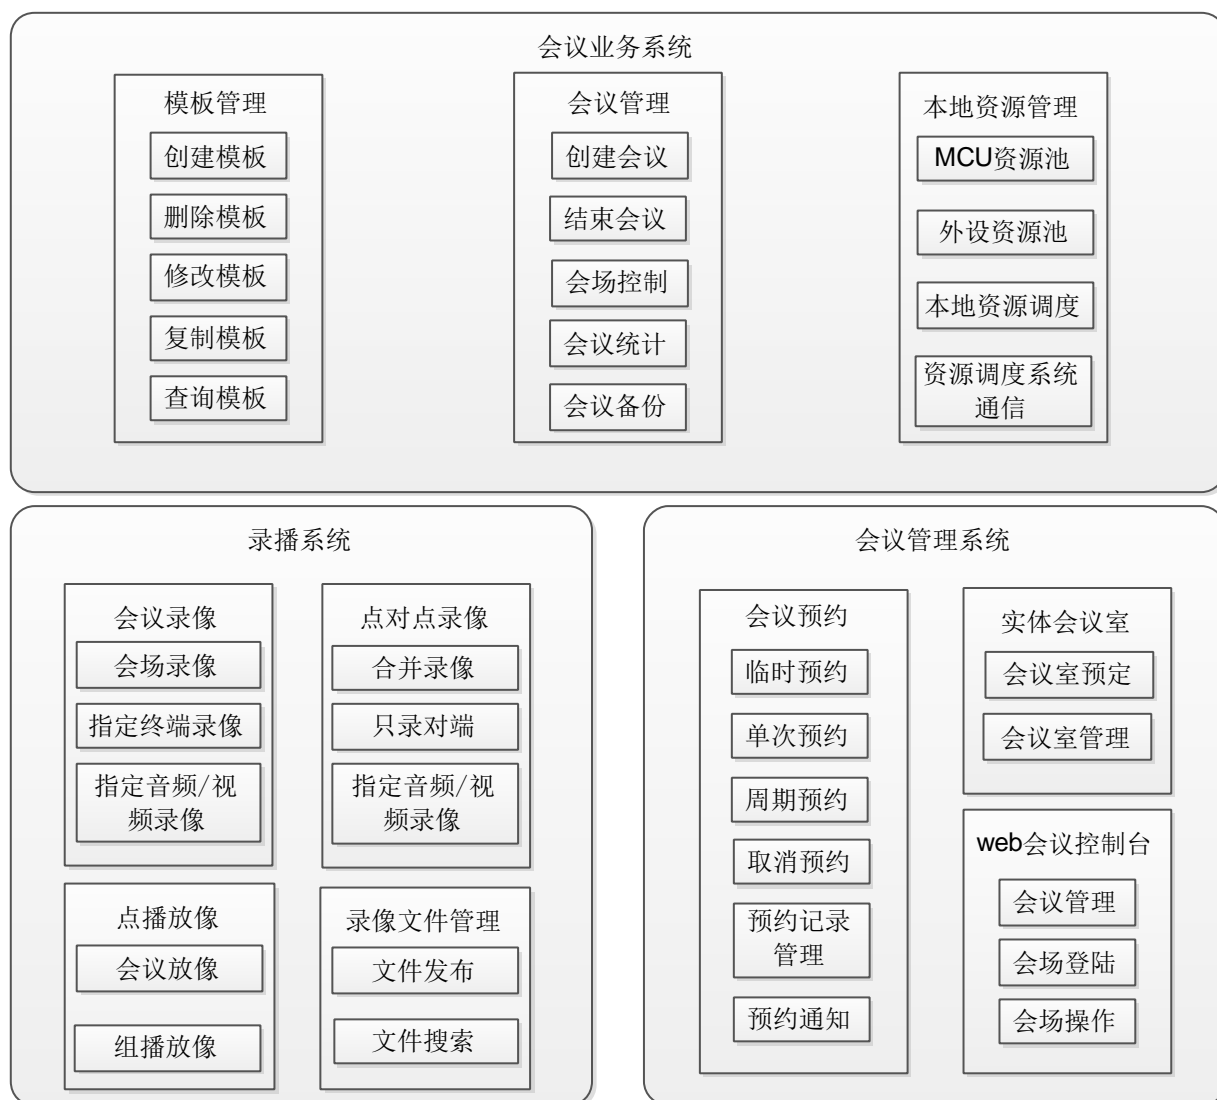 会议业务系统
模板管理
创建模板
删除模板
修改模板
复制模板
查询模板
会议管理
创建会议
结束会议
会场控制
会议统计
会议备份
本地资源管理
MCU资源池
外设资源池
本地资源调度
资源调度系统
通信
录播系统
会议录像
会场录像
指定终端录像
指定音频/视
频录像
点对点录像
合并录像
只录对端
指定音频/视
频录像
点播放像
会议放像
组播放像
录像文件管理
文件发布
文件搜索
会议管理系统
会议预约
临时预约
单次预约
周期预约
取消预约
预约记录
管理
预约通知
实体会议室
会议室预定
会议室管理
web会议控制台
会议管理
会场登陆
会场操作